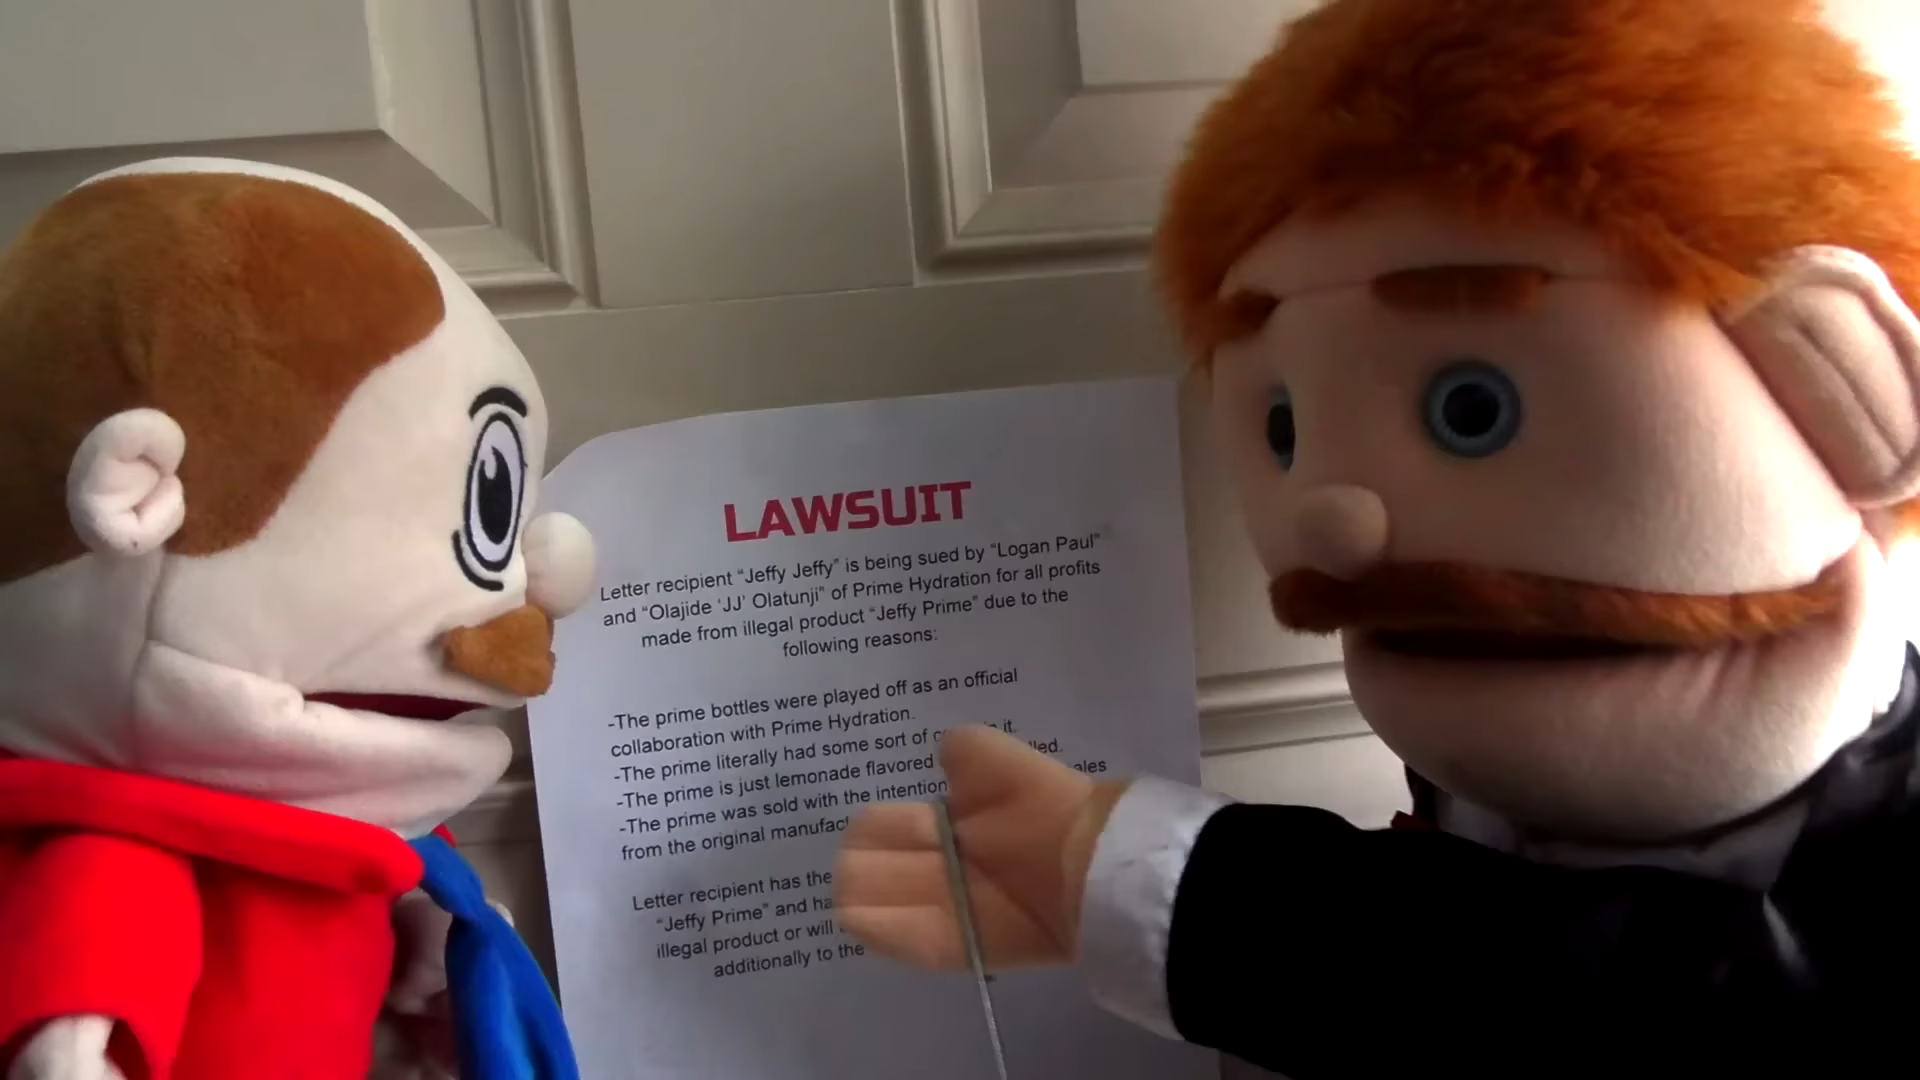 LAWSUIT
Letter recipient “Jeffy Jeffy” is being sued by “Logan Paul”
and “Olajide ‘JJ’ Olatunji” of Prime Hydration for all profits
made from illegal product “Jeffy Prime” due to the
following reasons:
-The prime bottles were played off as an official
collaboration with Prime Hydration.
-The prime literally had some sort of it.
-The prime is just lemonade flavored
-The prime was sold with the intention
from the original
Letter recipient has the
“Jeffy Prime” and
illegal product or will
additionally to the